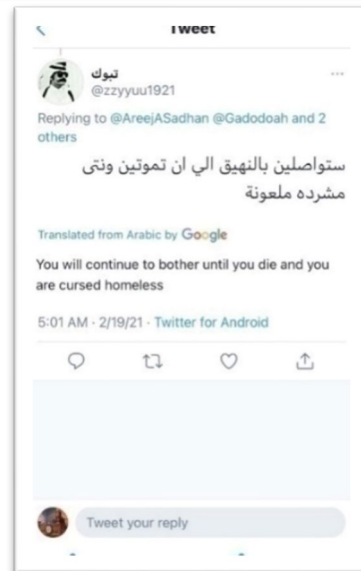 Tweet
تبوك
@zzyyuu1921
Replying to @AreejASadhan @Gadodoah and 2
others
ستواصلين بالنهيق الي ان تموتين ونتى
مشرده ملعونة
Translated from Arabic by Google
You will continue to bother until you die and you
are cursed homeless
5:01 AM · 2/19/21 · Twitter for Android
Tweet your reply